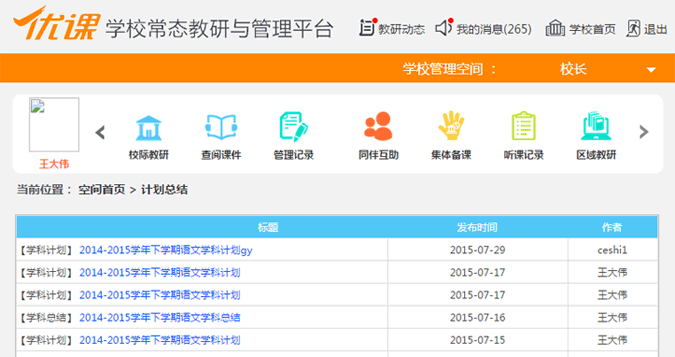 优课 学校常态教研与管理平台 教研动态 我的消息(265) 学校首页 退出
学校管理空间 ： 校长
王大伟 校际教研 查阅课件 管理记录 同伴互助 集体备课 听课记录 区域教研
当前位置： 空间首页 > 计划总结
标题 发布时间 作者
【学科计划】 2014-2015学年下学期语文学科计划gy 2015-07-29 ceshi1
【学科计划】 2014-2015学年下学期语文学科计划 2015-07-17 王大伟
【学科计划】 2014-2015学年下学期语文学科计划 2015-07-17 王大伟
【学科总结】 2014-2015学年下学期语文学科总结 2015-07-16 王大伟
【学科计划】 2014-2015学年下学期语文学科计划 2015-07-15 王大伟